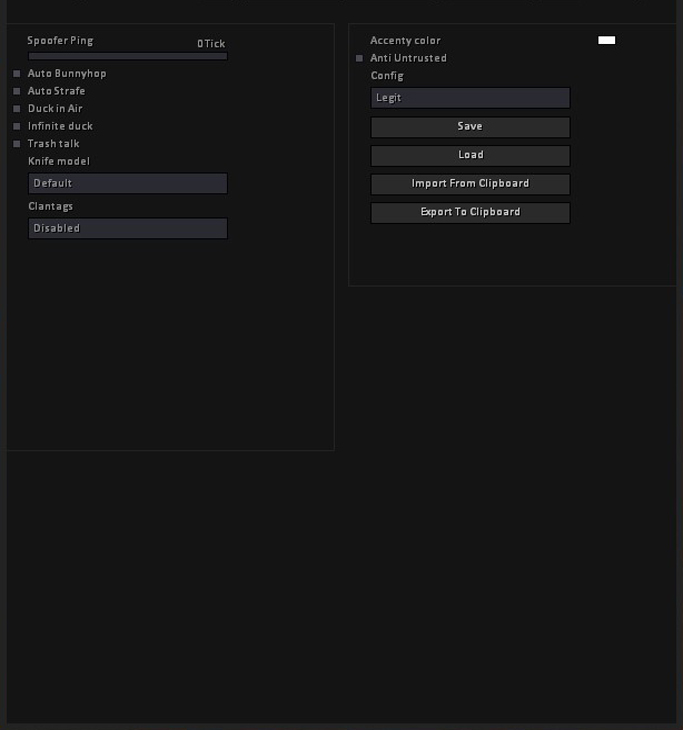 Spoofer Ping
0Tick
Auto Bunnyhop
Auto Strafe
Duck in Air
Infinite duck
Trash talk
Knife model
Default
Clantags
Disabled
Accenty color
Anti Untrusted
Config
Legit
Save
Load
Import From Clipboard
Export To Clipboard